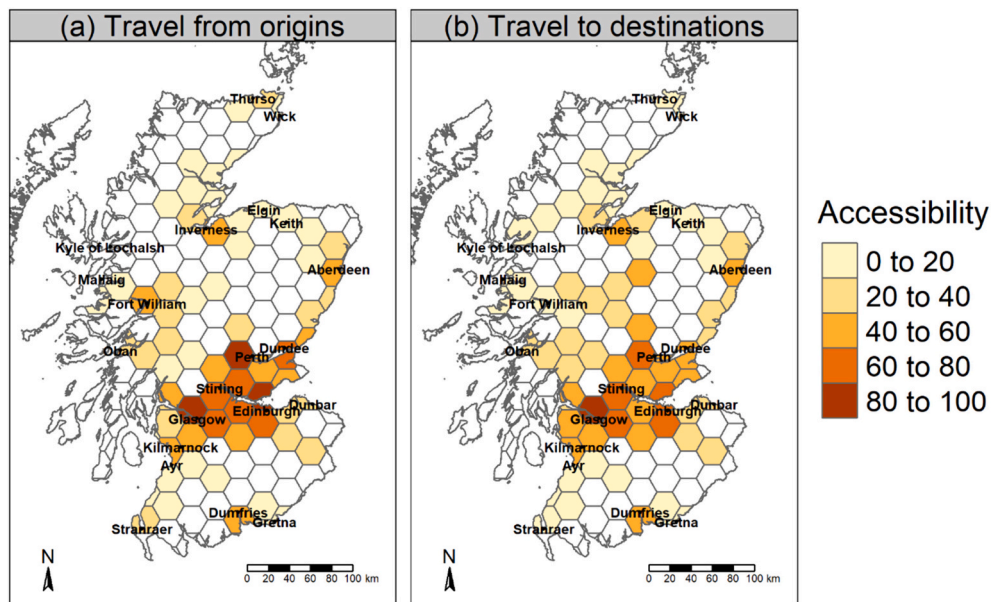 (a) Travel from origins
Thurso
Wick
Elgin
Keith
Inverness
Kyle of Lochalsh
Aberdeen
Mallaig
Fort William
Oban
Dundee
Perth
Stirling
Dunbar
Edinburgh
Glasgow
Kilmarnock
Ayr
Dumfries
Gretna
Stranraer
N
0 20 40 60 80 100 km
(b) Travel to destinations
Thurso
Wick
Elgin
Keith
Inverness
Kyle of Lochalsh
Aberdeen
Mallaig
Fort William
Oban
Dundee
Perth
Stirling
Dunbar
Edinburgh
Glasgow
Kilmarnock
Ayr
Dumfries
Gretna
Stranraer
N
0 20 40 60 80 100 km
Accessibility
0 to 20
20 to 40
40 to 60
60 to 80
80 to 100